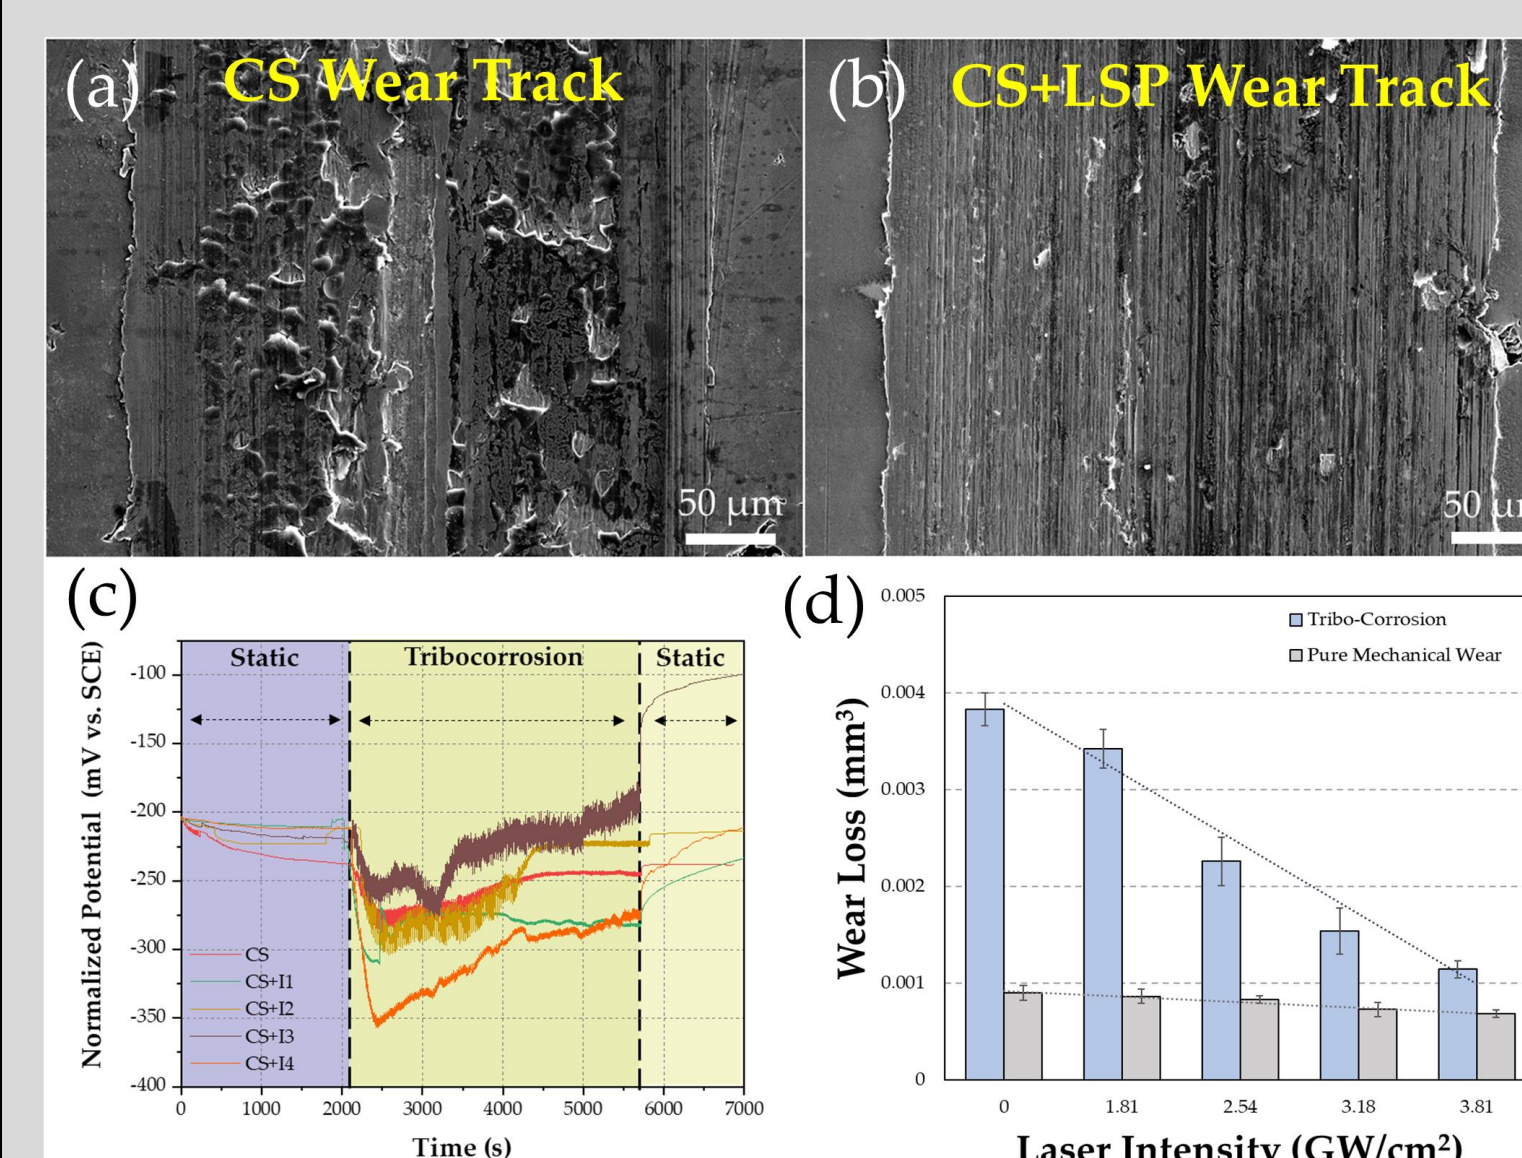 (a) CS Wear Track
(b) CS+LSP Wear Track
50 μm
50
(c)
Normalized Potential (mV vs. SCE)
-100
-150
-200
-250
-300
-350
-400
Static
Tribocorrosion
Static
CS
CS+I1
CS+I2
CS+I3
CS+I4
0 1000 2000 3000 4000 5000 6000 7000
Time (s)
(d)
Wear Loss (mm³)
0.005
0.004
0.003
0.002
0.001
0
Tribo-Corrosion
Pure Mechanical Wear
0 1.81 2.54 3.18 3.81
Laser Intensity (GW/cm²)